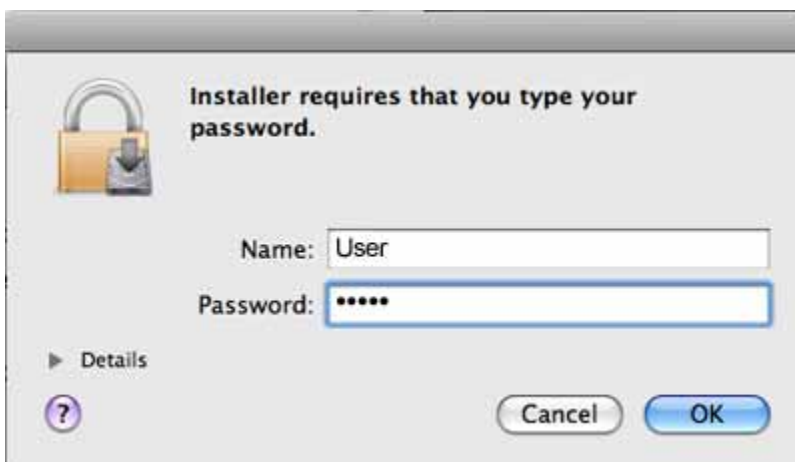 Installer requires that you type your
password.
Name: User
Password: •••••
Details
?
Cancel OK